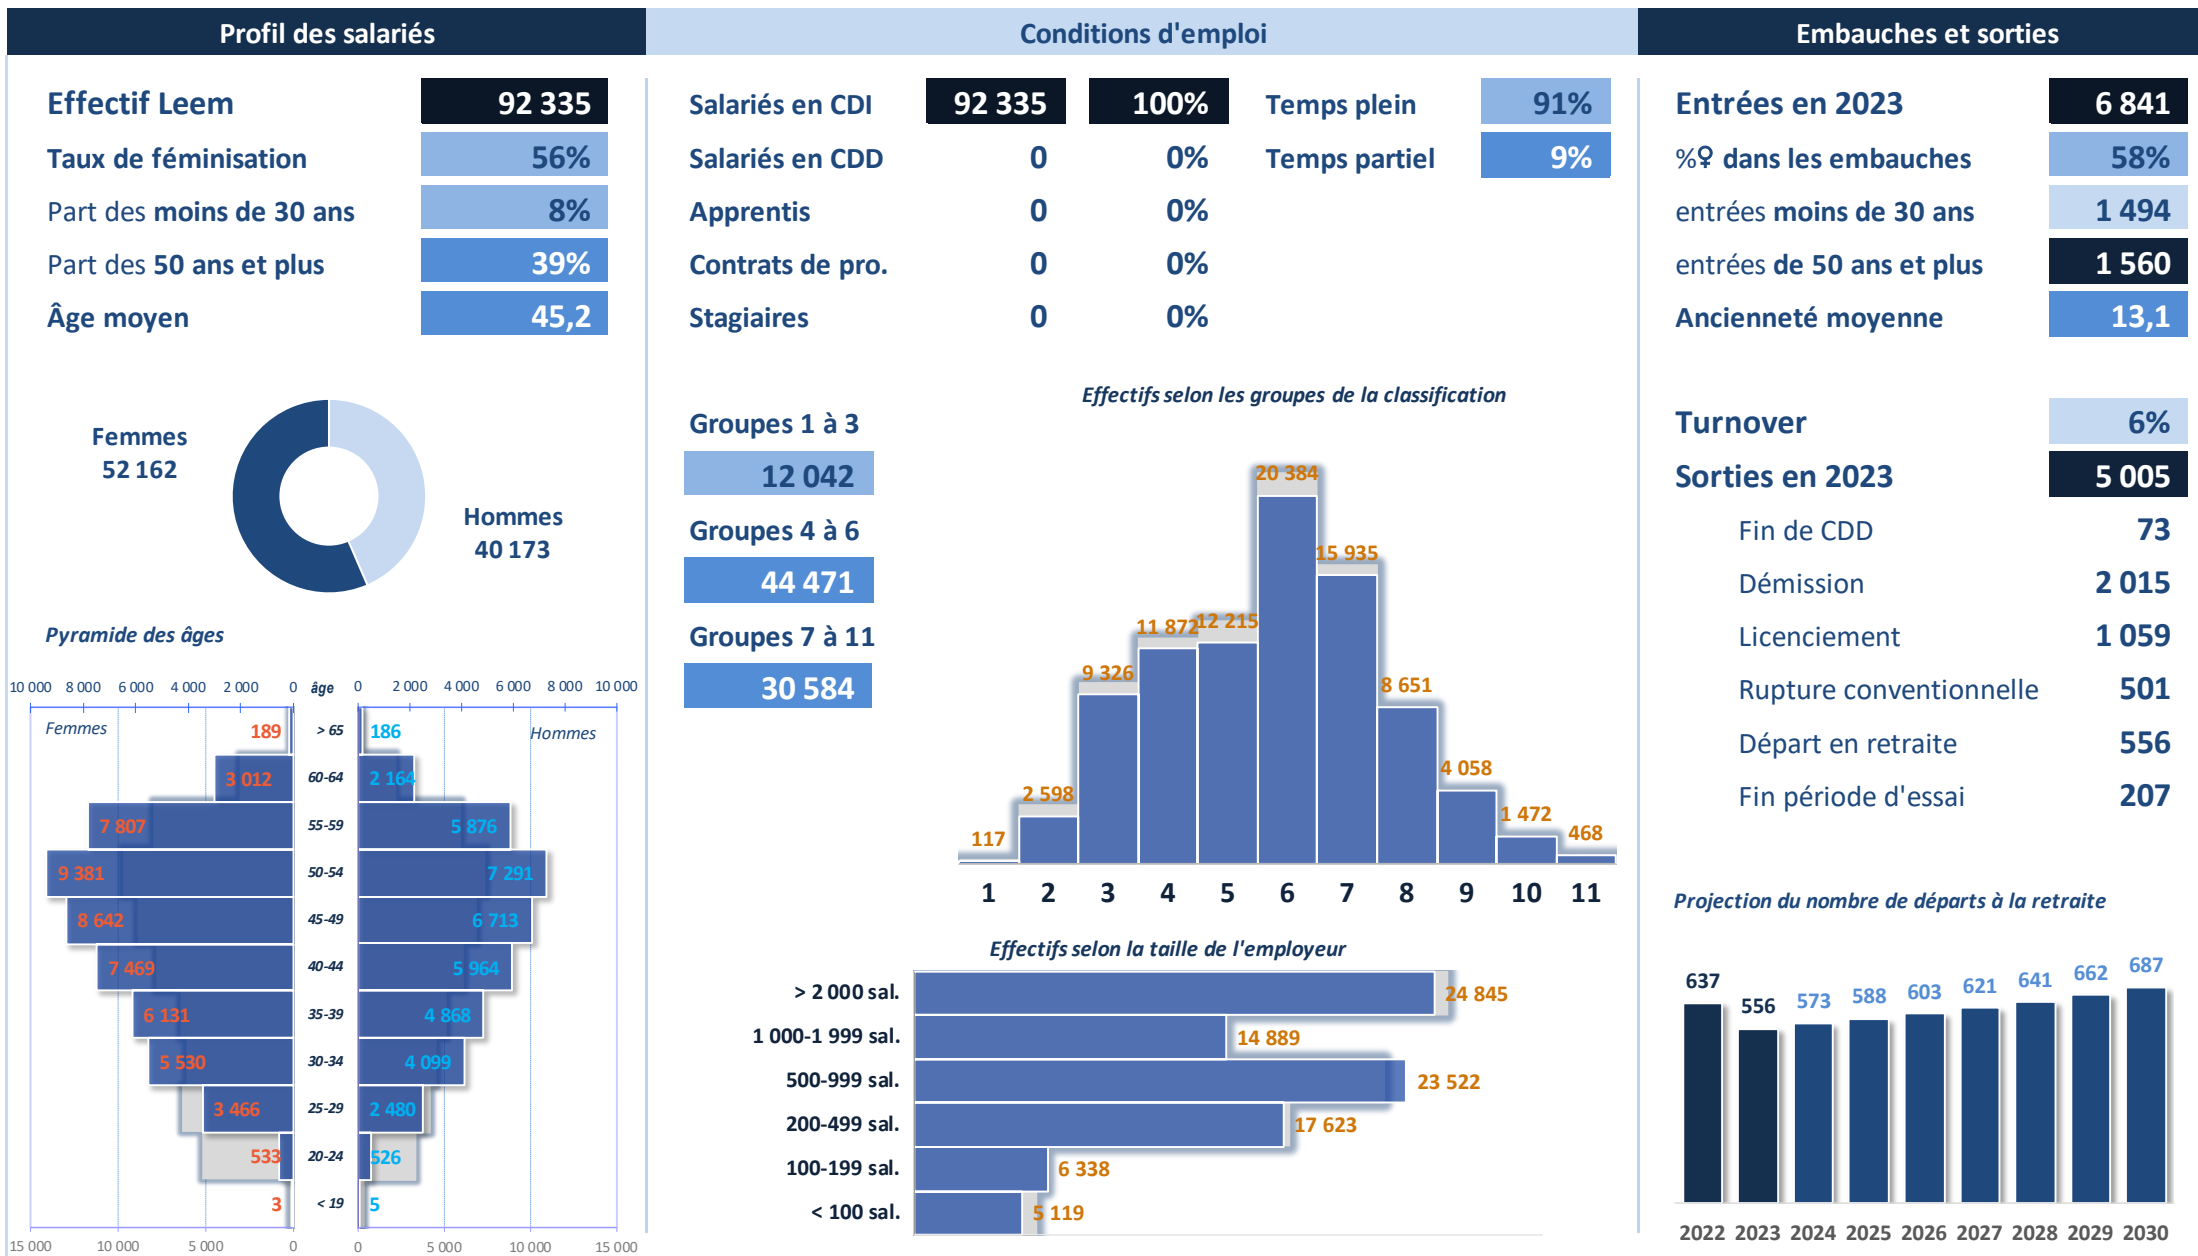 Profil des salariés
Effectif Leem 92 335
Taux de féminisation 56%
Part des moins de 30 ans 8%
Part des 50 ans et plus 39%
Âge moyen 45,2
Femmes
52 162
Hommes
40 173
Pyramide des âges
10 000 8 000 6 000 4 000 2 000 0 âge 0 2 000 4 000 6 000 8 000 10 000
Femmes
Hommes
189 > 65 186
3 012 60-64 2 164
7 807 55-59 5 876
9 381 50-54 7 291
8 642 45-49 6 713
7 469 40-44 5 964
6 131 35-39 4 868
5 530 30-34 4 099
3 466 25-29 2 480
533 20-24 526
3 < 19 5
15 000 10 000 5 000 0 0 5 000 10 000 15 000
Conditions d'emploi
Salariés en CDI 92 335 100% Temps plein 91%
Salariés en CDD 0 0% Temps partiel 9%
Apprentis 0 0%
Contrats de pro. 0 0%
Stagiaires 0 0%
Groupes 1 à 3
12 042
Groupes 4 à 6
44 471
Groupes 7 à 11
30 584
Effectifs selon les groupes de la classification
117 2 598 9 326 11 872 12 215 20 384 15 935 8 651 4 058 1 472 468
1 2 3 4 5 6 7 8 9 10 11
Effectifs selon la taille de l'employeur
> 2 000 sal. 24 845
1 000-1 999 sal. 14 889
500-999 sal. 23 522
200-499 sal. 17 623
100-199 sal. 6 338
< 100 sal. 5 119
Embauches et sorties
Entrées en 2023 6 841
%♀ dans les embauches 58%
entrées moins de 30 ans 1 494
entrées de 50 ans et plus 1 560
Ancienneté moyenne 13,1
Turnover 6%
Sorties en 2023 5 005
Fin de CDD 73
Démission 2 015
Licenciement 1 059
Rupture conventionnelle 501
Départ en retraite 556
Fin période d'essai 207
Projection du nombre de départs à la retraite
637 556 573 588 603 621 641 662 687
2022 2023 2024 2025 2026 2027 2028 2029 2030